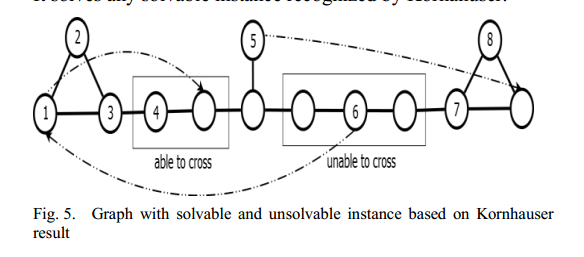 2
5
8
1
3
4
6
7
able to cross
unable to cross
Fig. 5. Graph with solvable and unsolvable instance based on Kornhauser
result